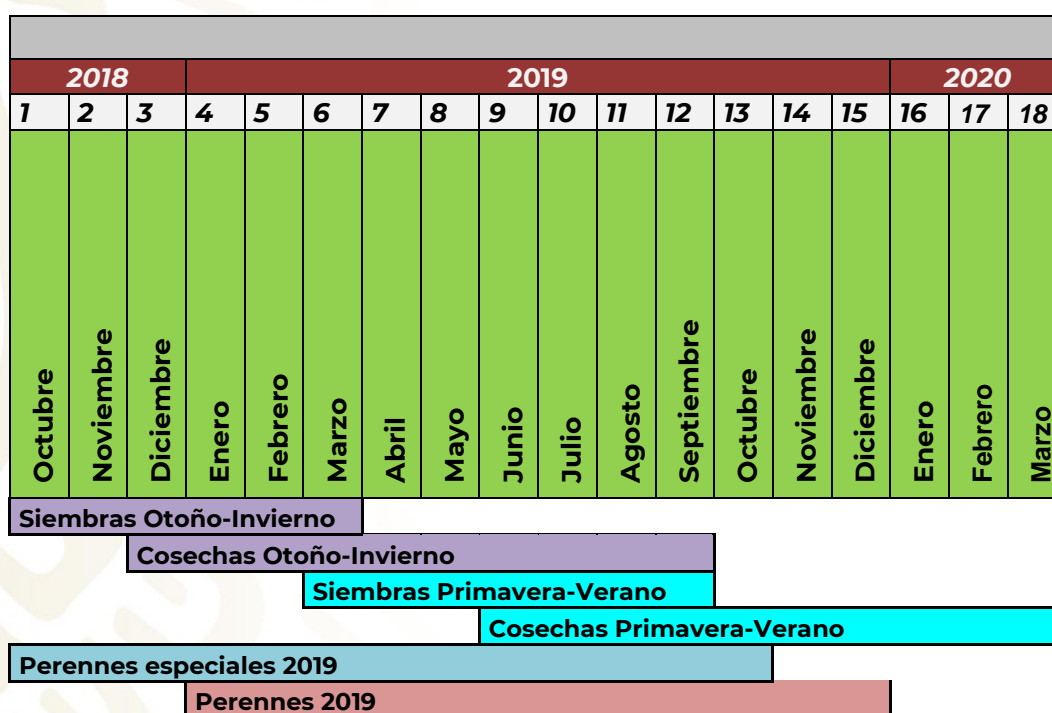 2018 2019 2020
1 2 3 4 5 6 7 8 9 10 11 12 13 14 15 16 17 18
Octubre Noviembre Diciembre Enero Febrero Marzo Abril Mayo Junio Julio Agosto Septiembre Octubre Noviembre Diciembre Enero Febrero Marzo
Siembras Otoño-Invierno
Cosechas Otoño-Invierno
Siembras Primavera-Verano
Cosechas Primavera-Verano
Perennes especiales 2019
Perennes 2019